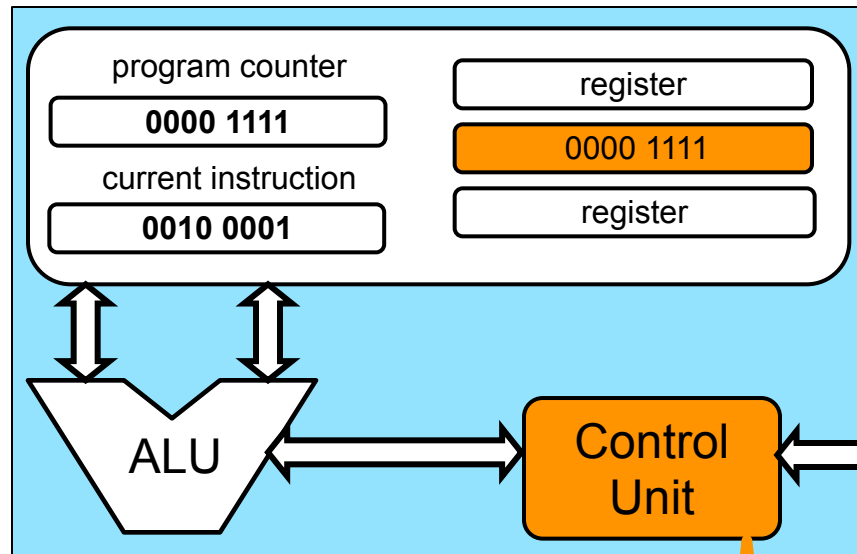 program counter
0000 1111
current instruction
0010 0001
register
0000 1111
register
ALU
Control
Unit